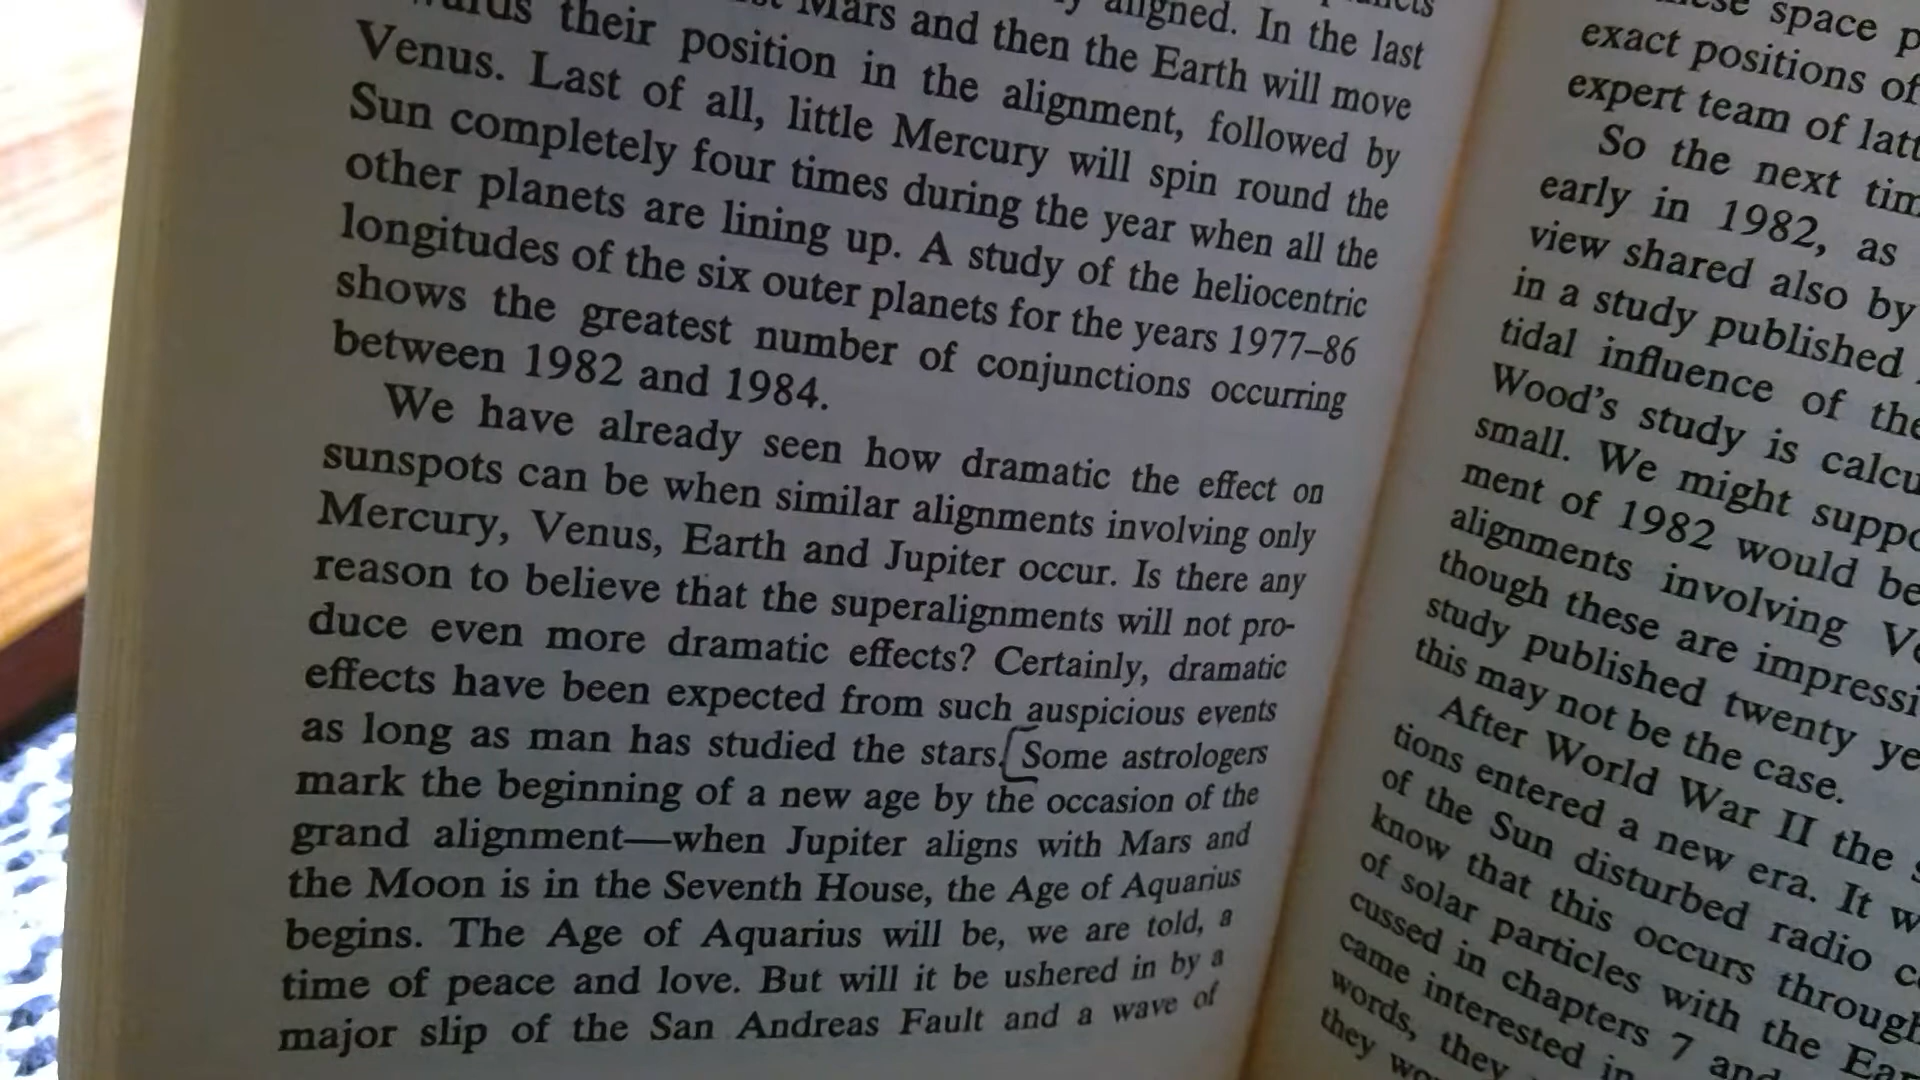 aligned. In the last
Mars and then the Earth will move
their position in the alignment, followed by
Venus. Last of all, little Mercury will spin round the
Sun completely four times during the year when all the
other planets are lining up. A study of the heliocentric
longitudes of the six outer planets for the years 1977–86
shows the greatest number of conjunctions occurring
between 1982 and 1984.
We have already seen how dramatic the effect on
sunspots can be when similar alignments involving only
Mercury, Venus, Earth and Jupiter occur. Is there any
reason to believe that the superalignments will not pro-
duce even more dramatic effects? Certainly, dramatic
effects have been expected from such auspicious events
as long as man has studied the stars. [Some astrologers
mark the beginning of a new age by the occasion of the
grand alignment—when Jupiter aligns with Mars and
the Moon is in the Seventh House, the Age of Aquarius
begins. The Age of Aquarius will be, we are told, a
time of peace and love. But will it be ushered in by a
major slip of the San Andreas Fault and a wave of
space
exact positions of
expert team of
So the next
early in 1982, as
view shared also by
in a study published
tidal influence of
Wood's study is
small. We might
ment of 1982 would
alignments involving
though these are
study published twenty
this may not be the case.
After World War II the
tions entered a new era. It
of the Sun disturbed radio
know that this occurs
of solar particles with the
cussed in chapters 7 and
came interested in
words, they
they